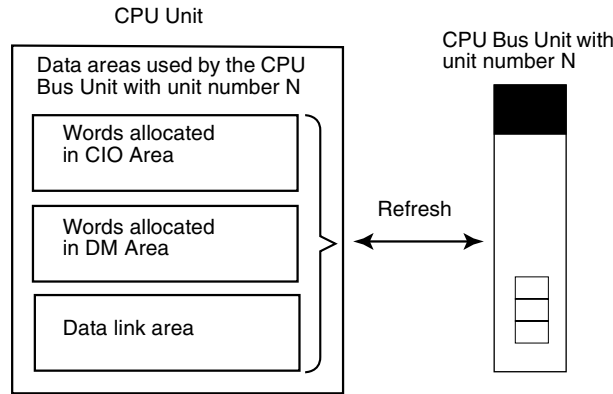 CPU Unit
CPU Bus Unit with
unit number N
Data areas used by the CPU
Bus Unit with unit number N
Words allocated
in CIO Area
Refresh
Words allocated
in DM Area
Data link area